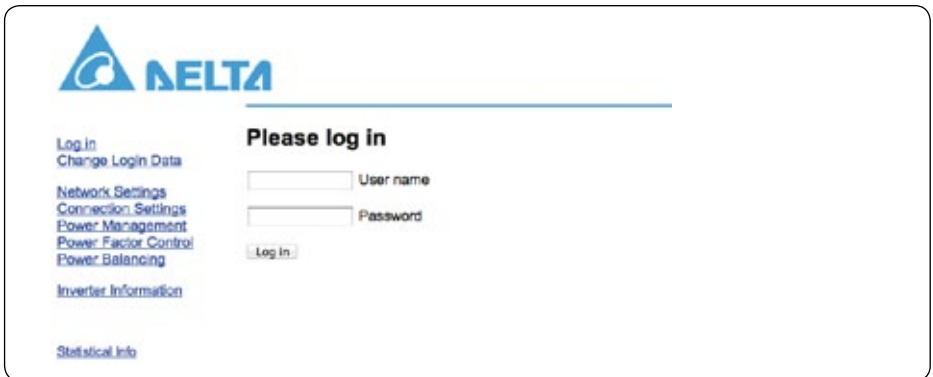 DELTA
Log in
Change Login Data
Network Settings
Connection Settings
Power Management
Power Factor Control
Power Balancing
Inverter Information
Statistical Info
Please log in
User name
Password
Log in